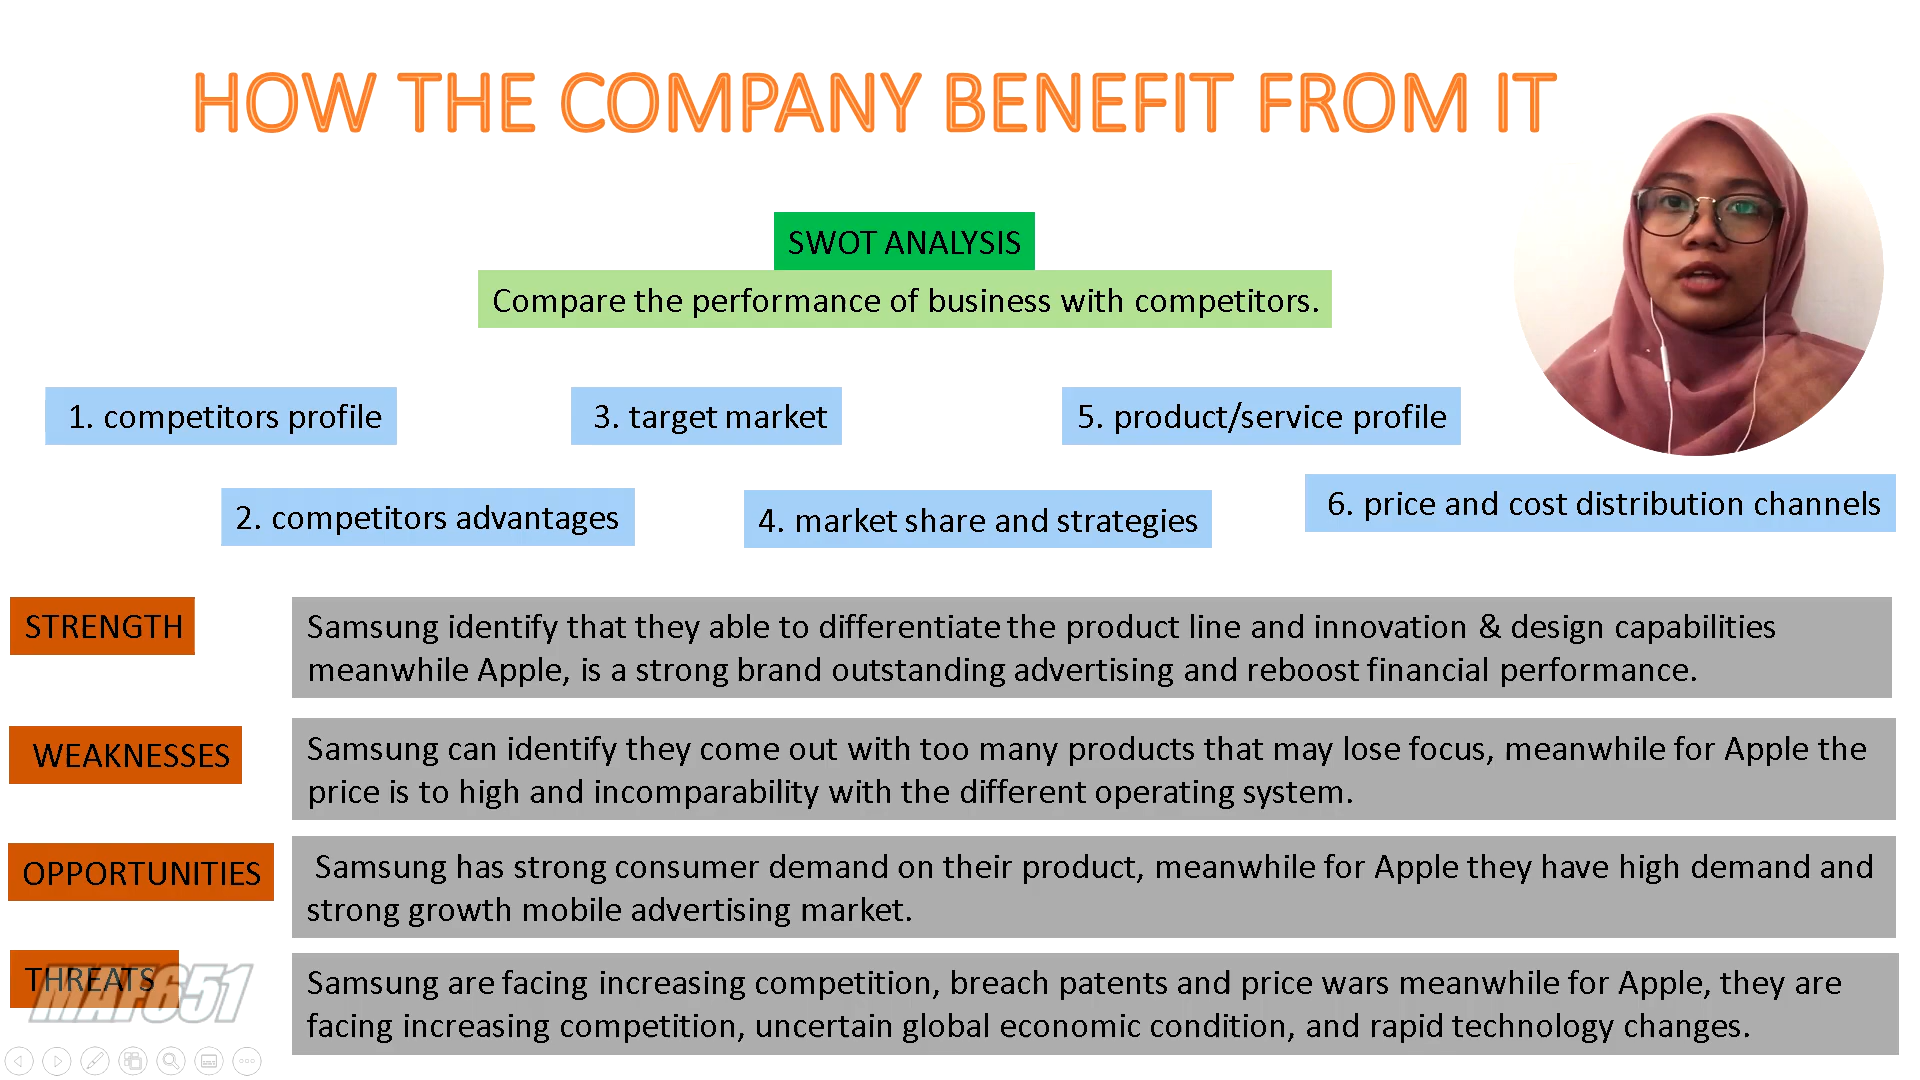 HOW THE COMPANY BENEFIT FROM IT
SWOT ANALYSIS
Compare the performance of business with competitors.
1. competitors profile
3. target market
5. product/service profile
2. competitors advantages
4. market share and strategies
6. price and cost distribution channels
STRENGTH
Samsung identify that they able to differentiate the product line and innovation & design capabilities
meanwhile Apple, is a strong brand outstanding advertising and reboost financial performance.
WEAKNESSES
Samsung can identify they come out with too many products that may lose focus, meanwhile for Apple the
price is to high and incomparability with the different operating system.
OPPORTUNITIES
Samsung has strong consumer demand on their product, meanwhile for Apple they have high demand and
strong growth mobile advertising market.
THREATS
MAF651
Samsung are facing increasing competition, breach patents and price wars meanwhile for Apple, they are
facing increasing competition, uncertain global economic condition, and rapid technology changes.